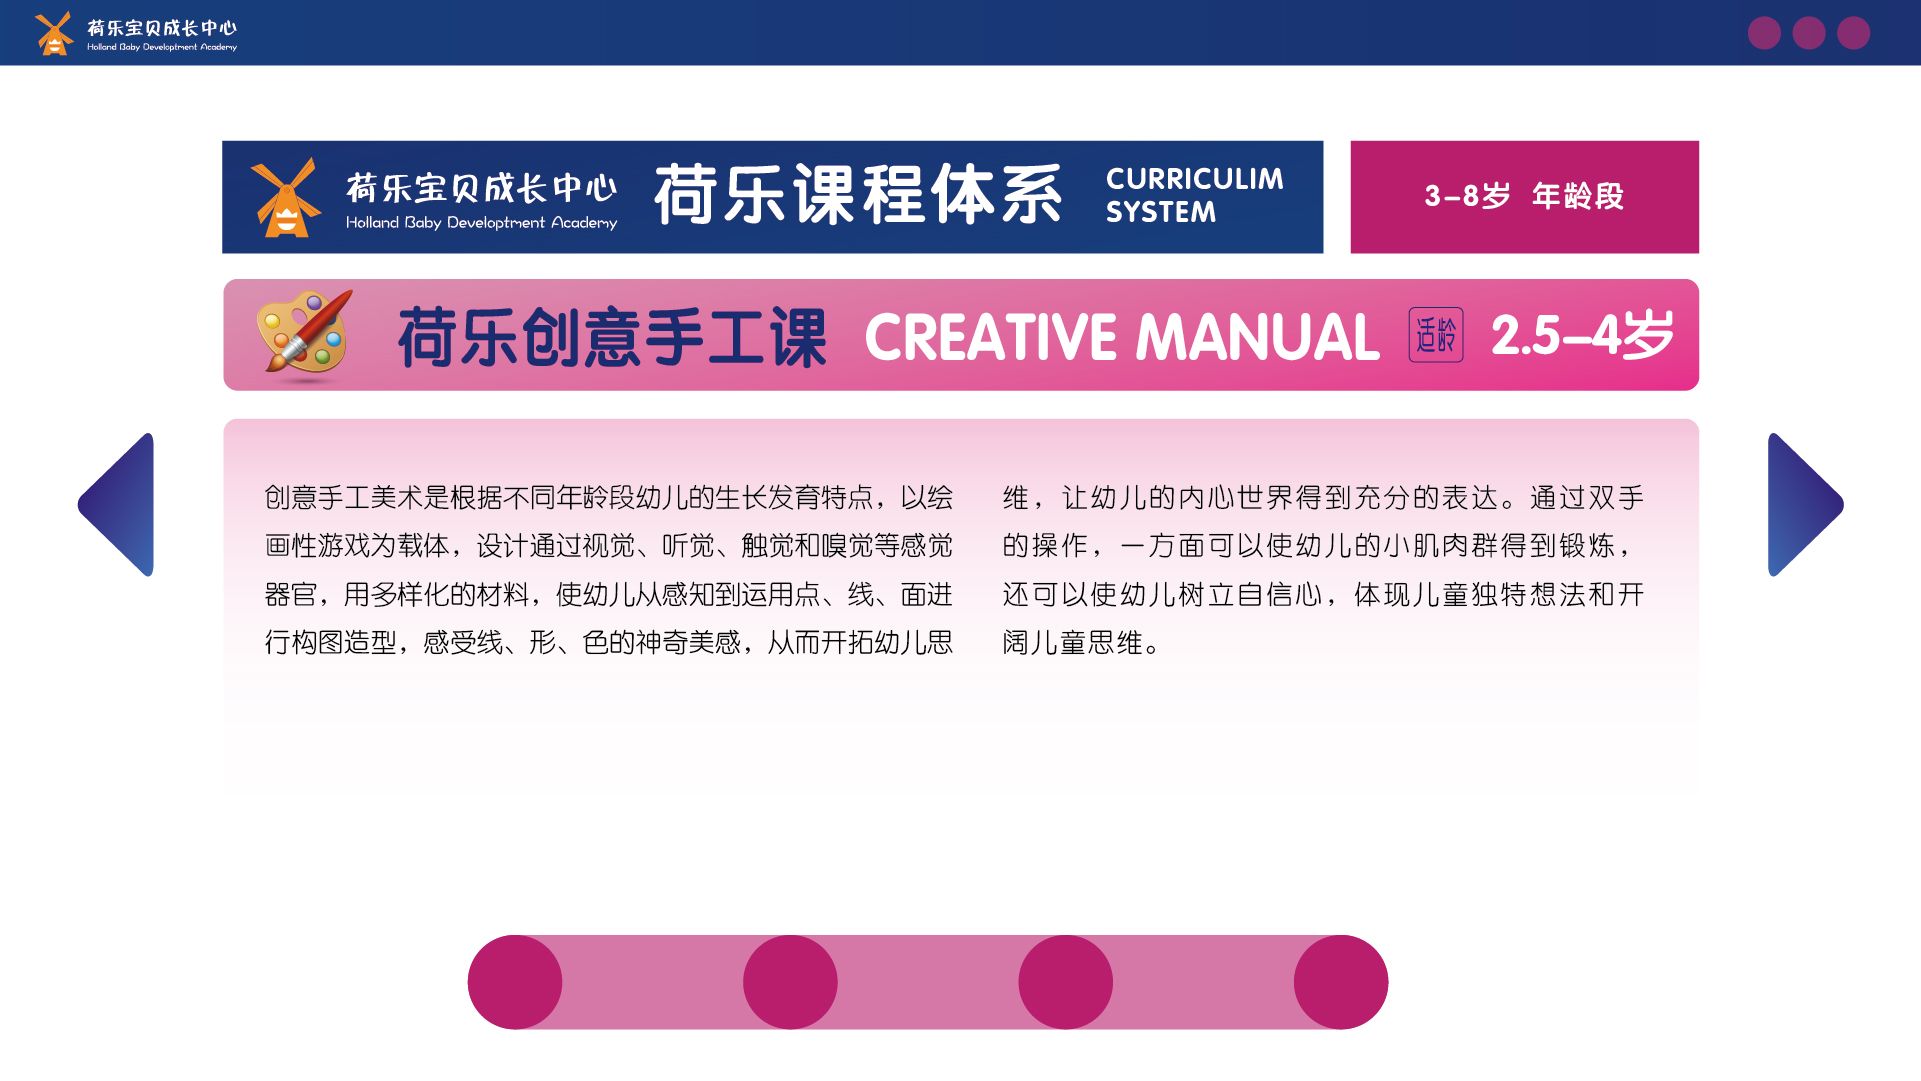 荷乐宝贝成长中心
Holland Baby Developtment Academy
荷乐宝贝成长中心
Holland Baby Developtment Academy
荷乐课程体系
CURRICULIM
SYSTEM
3-8岁 年龄段
荷乐创意手工课 CREATIVE MANUAL 适龄 2.5-4岁
创意手工美术是根据不同年龄段幼儿的生长发育特点，以绘
画性游戏为载体，设计通过视觉、听觉、触觉和嗅觉等感觉
器官，用多样化的材料，使幼儿从感知到运用点、线、面进
行构图造型，感受线、形、色的神奇美感，从而开拓幼儿思
维，让幼儿的内心世界得到充分的表达。通过双手
的操作，一方面可以使幼儿的小肌肉群得到锻炼，
还可以使幼儿树立自信心，体现儿童独特想法和开
阔儿童思维。